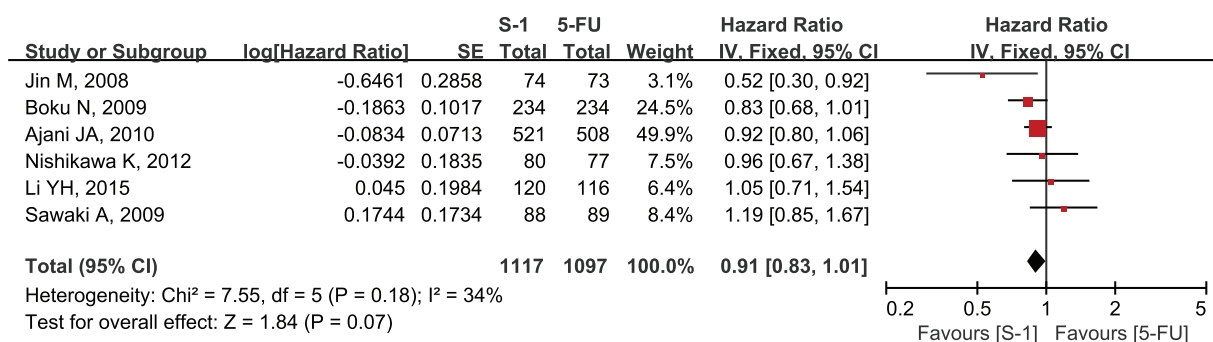 S-1 5-FU Hazard Ratio Hazard Ratio
Study or Subgroup log[Hazard Ratio] SE Total Total Weight IV, Fixed, 95% CI IV, Fixed, 95% CI
Jin M, 2008 -0.6461 0.2858 74 73 3.1% 0.52 [0.30, 0.92]
Boku N, 2009 -0.1863 0.1017 234 234 24.5% 0.83 [0.68, 1.01]
Ajani JA, 2010 -0.0834 0.0713 521 508 49.9% 0.92 [0.80, 1.06]
Nishikawa K, 2012 -0.0392 0.1835 80 77 7.5% 0.96 [0.67, 1.38]
Li YH, 2015 0.045 0.1984 120 116 6.4% 1.05 [0.71, 1.54]
Sawaki A, 2009 0.1744 0.1734 88 89 8.4% 1.19 [0.85, 1.67]
Total (95% CI) 1117 1097 100.0% 0.91 [0.83, 1.01]
Heterogeneity: Chi² = 7.55, df = 5 (P = 0.18); I² = 34%
Test for overall effect: Z = 1.84 (P = 0.07)
0.2 0.5 1 2 5
Favours [S-1] Favours [5-FU]